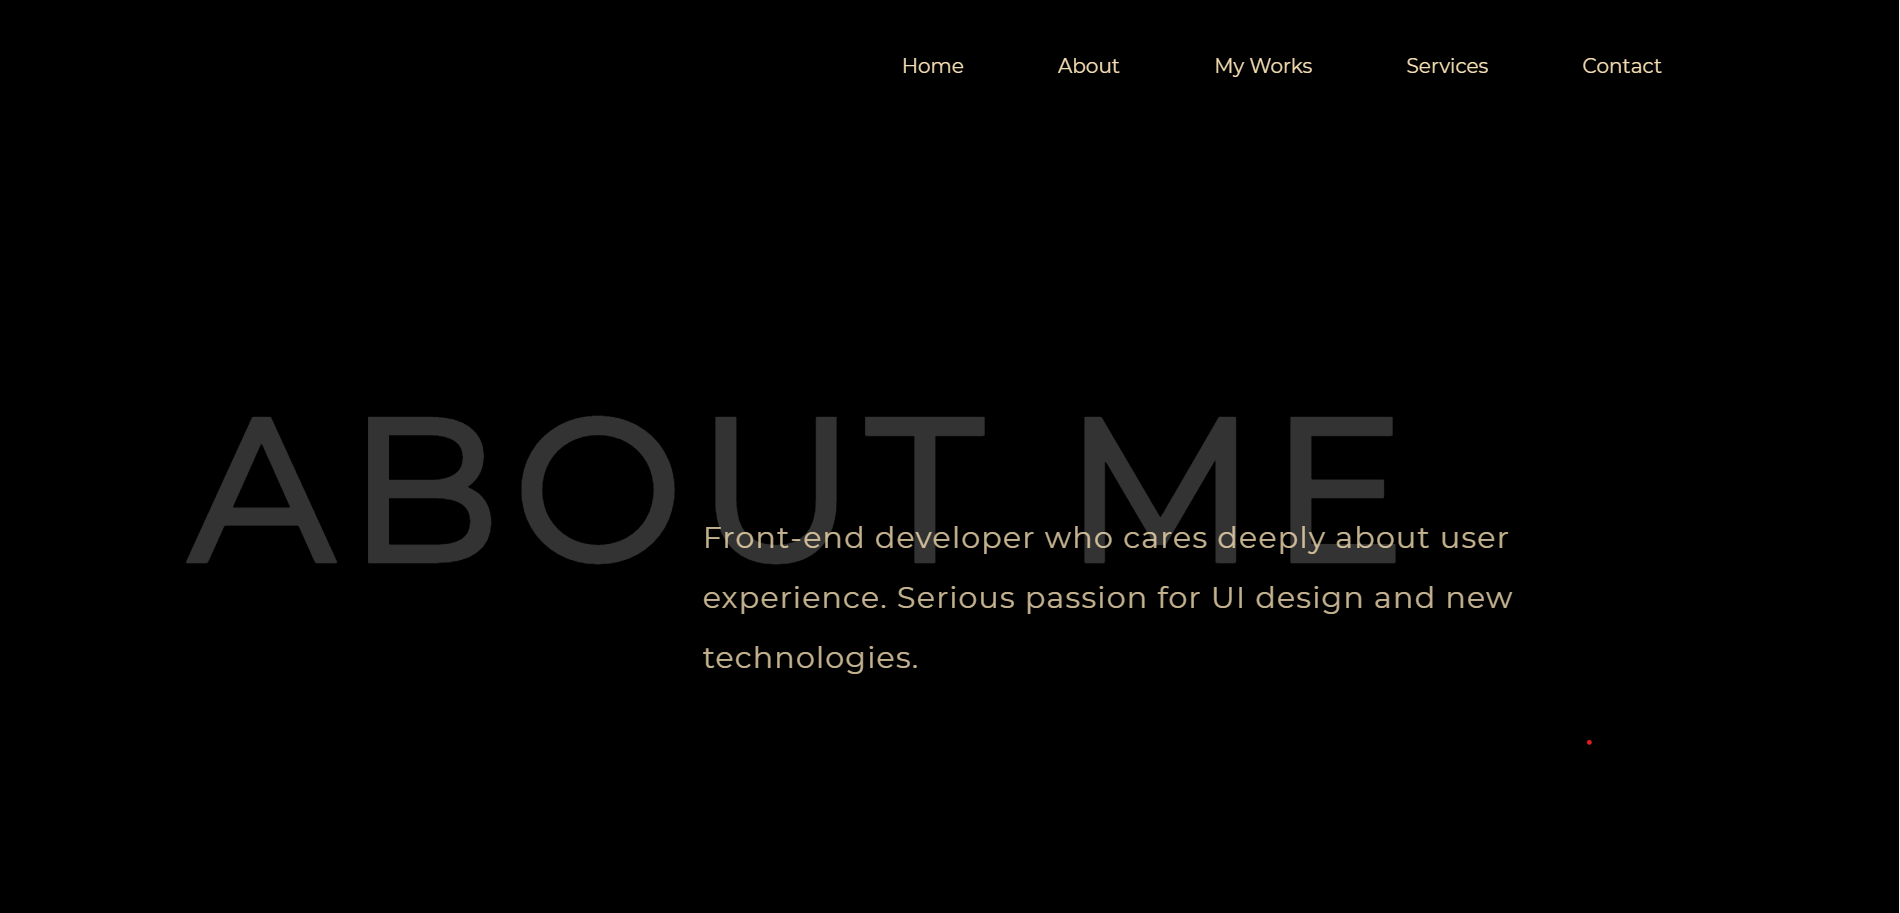 Home About My Works Services Contact
ABOUT ME
Front-end developer who cares deeply about user
experience. Serious passion for UI design and new
technologies.